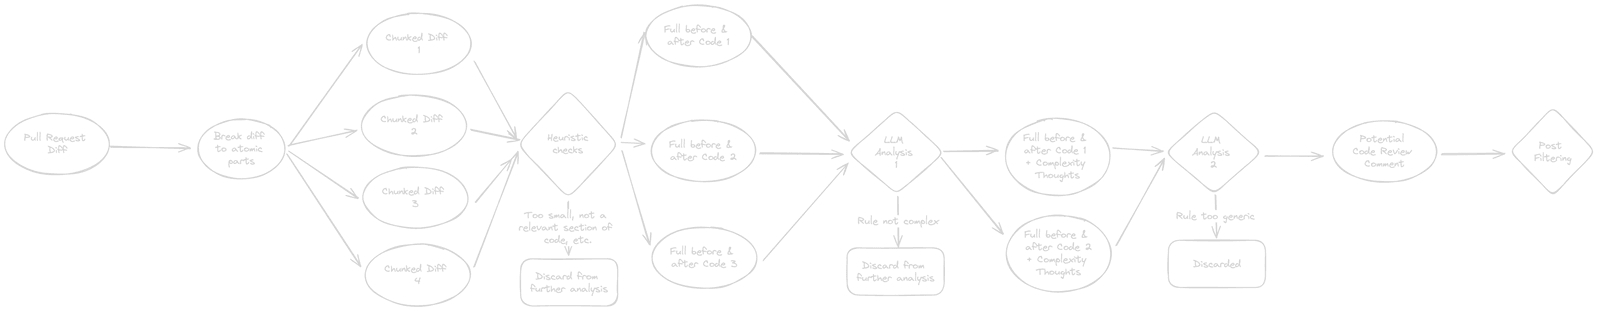 Pull Request
Diff
Break diff
to atomic
parts
Chunked Diff
1
Chunked Diff
2
Chunked Diff
3
Chunked Diff
4
Heuristic
checks
Too small, not a
relevant section of
code, etc.
Discard from
further analysis
Full before &
after Code 1
Full before &
after Code 2
Full before &
after Code 3
LLM
Analysis
1
Rule not complex
Discard from
further analysis
Full before &
after Code 1
+ Complexity
Thoughts
Full before &
after Code 2
+ Complexity
Thoughts
LLM
Analysis
2
Rule too generic
Discarded
Potential
Code Review
Comment
Post
Filtering